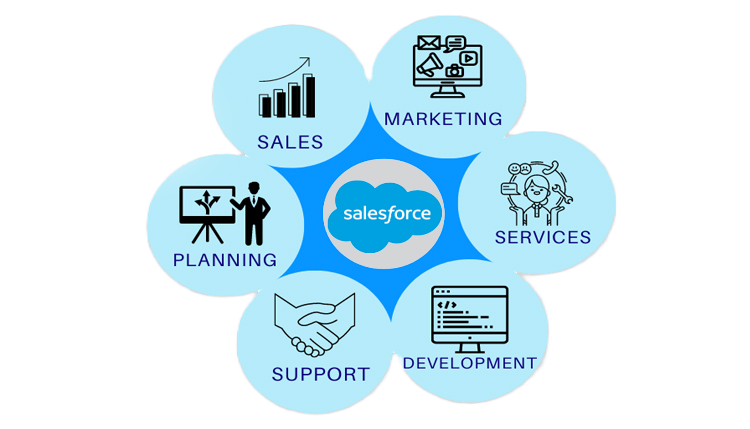 MARKETING
SALES
salesforce
SERVICES
PLANNING
</>
DEVELOPMENT
SUPPORT